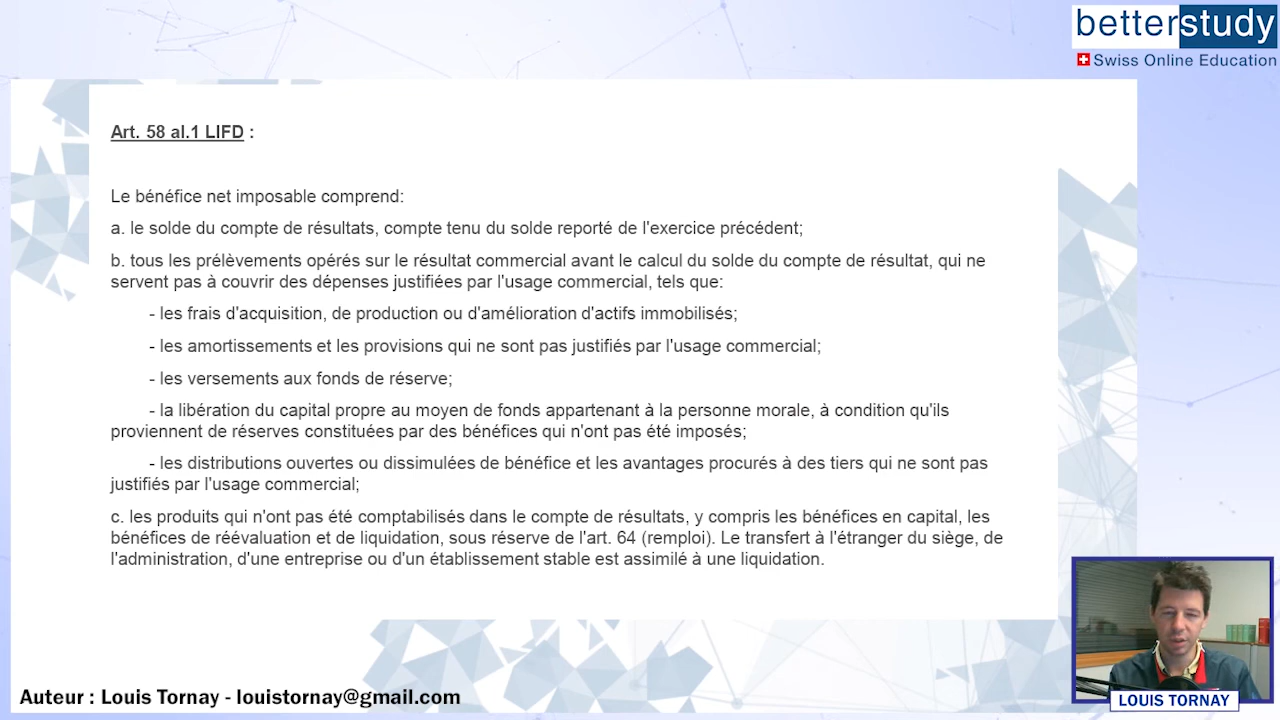 betterstudy
Swiss Online Education
Art. 58 al.1 LIFD :
Le bénéfice net imposable comprend:
a. le solde du compte de résultats, compte tenu du solde reporté de l'exercice précédent;
b. tous les prélèvements opérés sur le résultat commercial avant le calcul du solde du compte de résultat, qui ne
servent pas à couvrir des dépenses justifiées par l'usage commercial, tels que:
- les frais d'acquisition, de production ou d'amélioration d'actifs immobilisés;
- les amortissements et les provisions qui ne sont pas justifiés par l'usage commercial;
- les versements aux fonds de réserve;
- la libération du capital propre au moyen de fonds appartenant à la personne morale, à condition qu'ils
proviennent de réserves constituées par des bénéfices qui n'ont pas été imposés;
- les distributions ouvertes ou dissimulées de bénéfice et les avantages procurés à des tiers qui ne sont pas
justifiés par l'usage commercial;
c. les produits qui n'ont pas été comptabilisés dans le compte de résultats, y compris les bénéfices en capital, les
bénéfices de réévaluation et de liquidation, sous réserve de l'art. 64 (remploi). Le transfert à l'étranger du siège, de
l'administration, d'une entreprise ou d'un établissement stable est assimilé à une liquidation.
Auteur : Louis Tornay - louistornay@gmail.com
LOUIS TORNAY